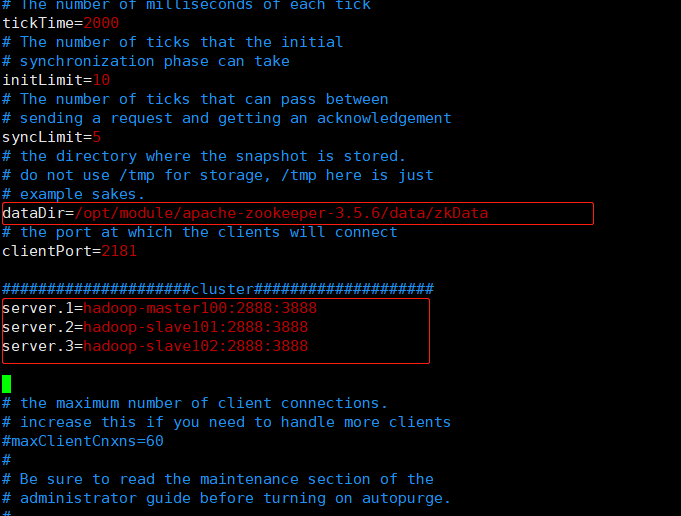 # The number of milliseconds of each tick
tickTime=2000
# The number of ticks that the initial
# synchronization phase can take
initLimit=10
# The number of ticks that can pass between
# sending a request and getting an acknowledgement
syncLimit=5
# the directory where the snapshot is stored.
# do not use /tmp for storage, /tmp here is just
# example sakes.
dataDir=/opt/module/apache-zookeeper-3.5.6/data/zkData
# the port at which the clients will connect
clientPort=2181
#####################cluster####################
server.1=hadoop-master100:2888:3888
server.2=hadoop-slave101:2888:3888
server.3=hadoop-slave102:2888:3888
# the maximum number of client connections.
# increase this if you need to handle more clients
#maxClientCnxns=60
#
# Be sure to read the maintenance section of the
# administrator guide before turning on autopurge.
#